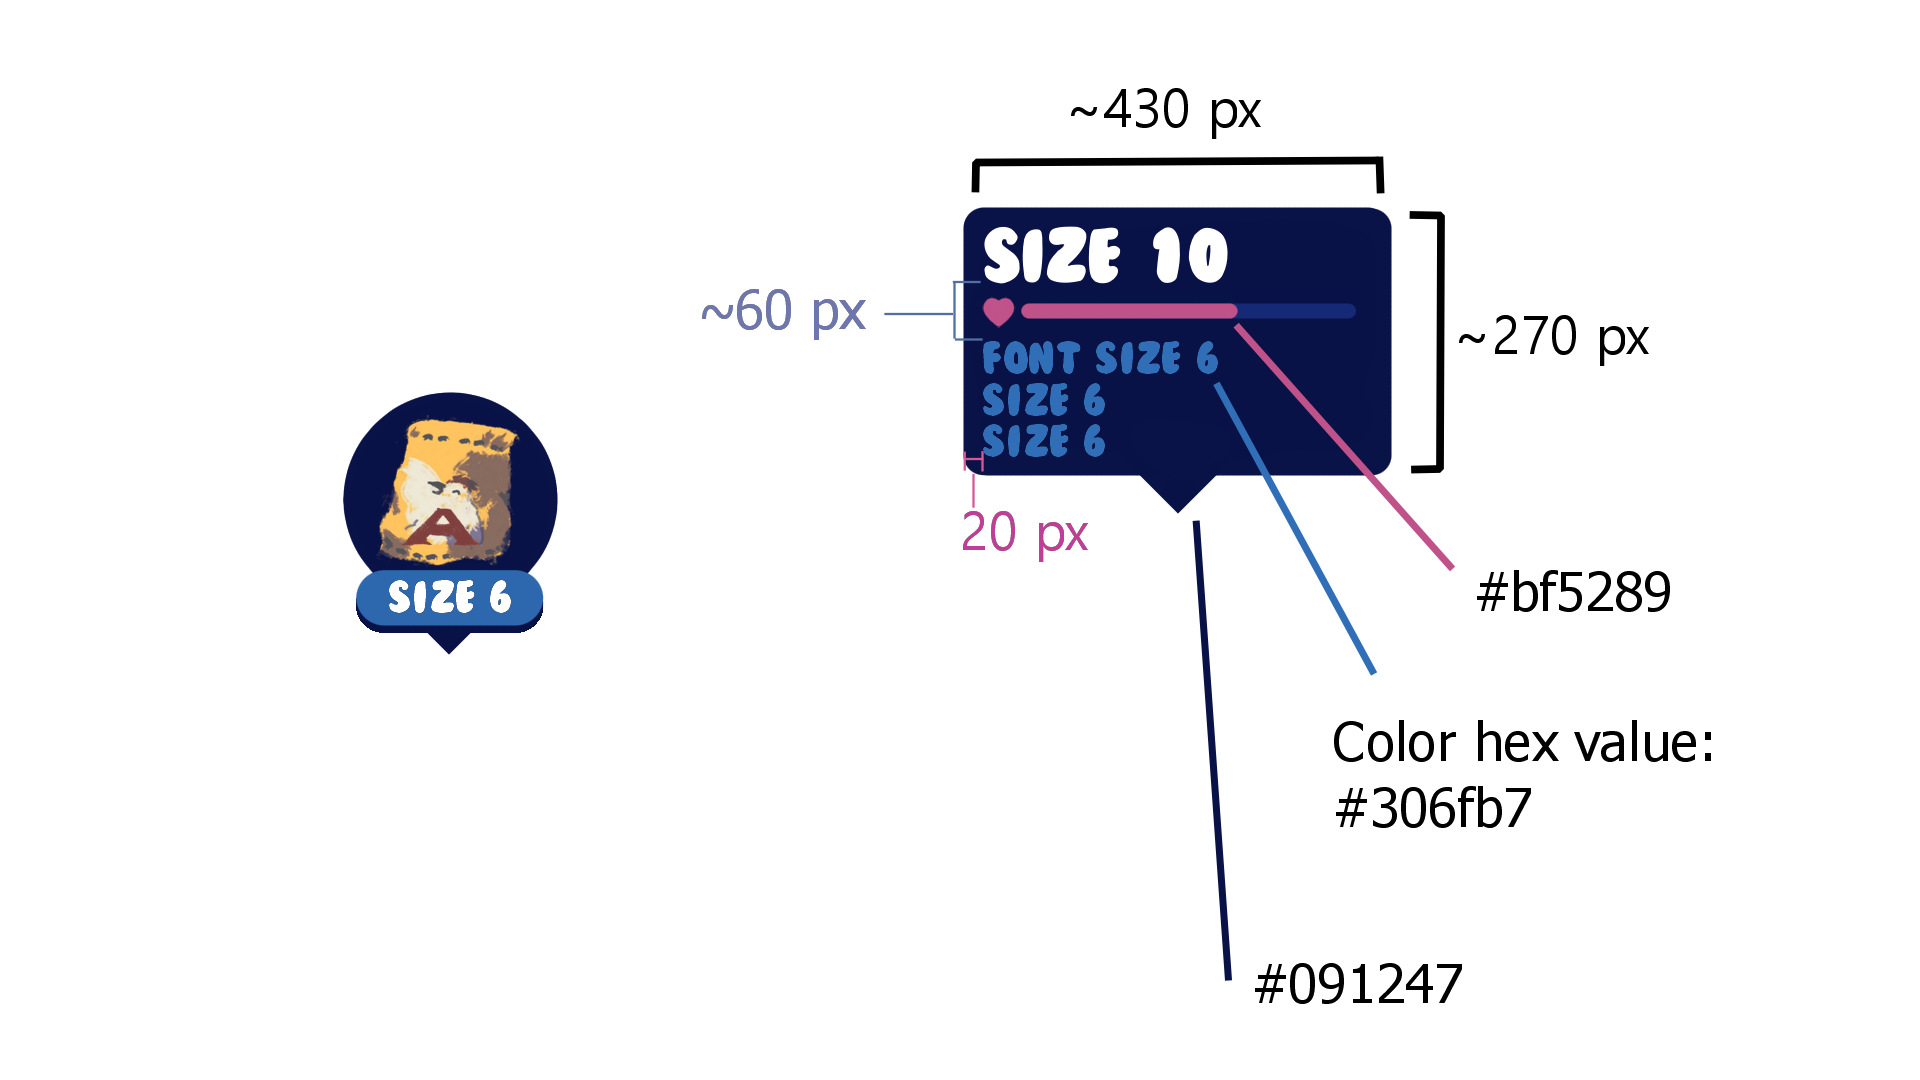 ~430 px
SIZE 10
~60 px
~270 px
FONT SIZE 6
SIZE 6
SIZE 6
20 px
A
SIZE 6
#bf5289
Color hex value:
#306fb7
#091247